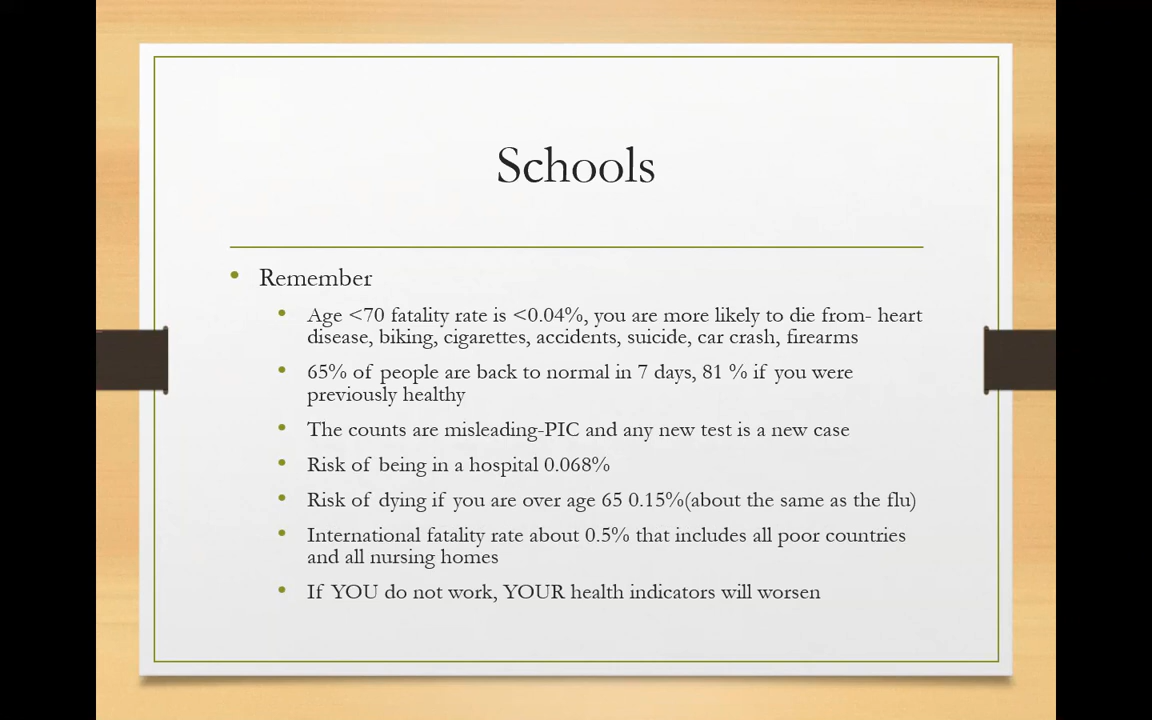 Schools
• Remember
• Age <70 fatality rate is <0.04%, you are more likely to die from- heart
disease, biking, cigarettes, accidents, suicide, car crash, firearms
• 65% of people are back to normal in 7 days, 81 % if you were
previously healthy
• The counts are misleading-PIC and any new test is a new case
• Risk of being in a hospital 0.068%
• Risk of dying if you are over age 65 0.15%(about the same as the flu)
• International fatality rate about 0.5% that includes all poor countries
and all nursing homes
• If YOU do not work, YOUR health indicators will worsen